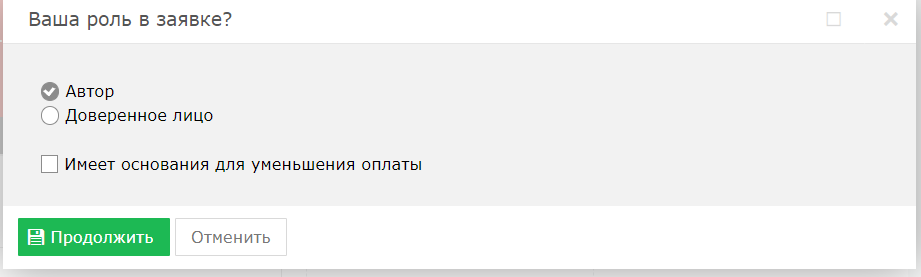 Ваша роль в заявке?
Автор
Доверенное лицо
Имеет основания для уменьшения оплаты
Продолжить
Отменить